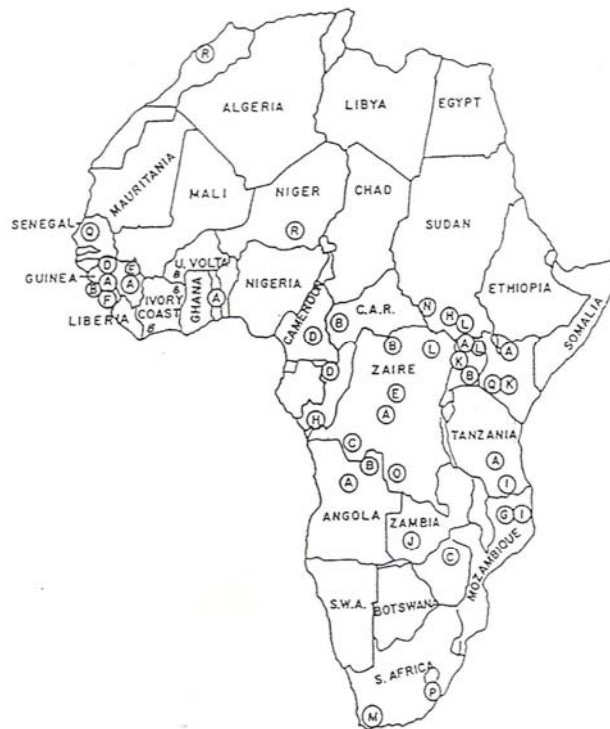 R
ALGERIA
LIBYA
EGYPT
MAURITANIA
MALI
NIGER
CHAD
SUDAN
SENEGAL
Q
R
U. VOLTA
GUINEA
D
E
B
A
A
B
F
B
&
LIBERIA
IVORY
COAST
B
GHANA
A
NIGERIA
CAMEROUN
D
C.A.R.
B
N
H
L
ETHIOPIA
SOMALIA
B
L
A
L
A
K
B
Q
K
D
ZAIRE
E
A
H
C
B
O
TANZANIA
A
I
A
ANGOLA
ZAMBIA
J
G
I
C
MOZAMBIQUE
S.W.A.
BOTSWANA
S. AFRICA
P
M